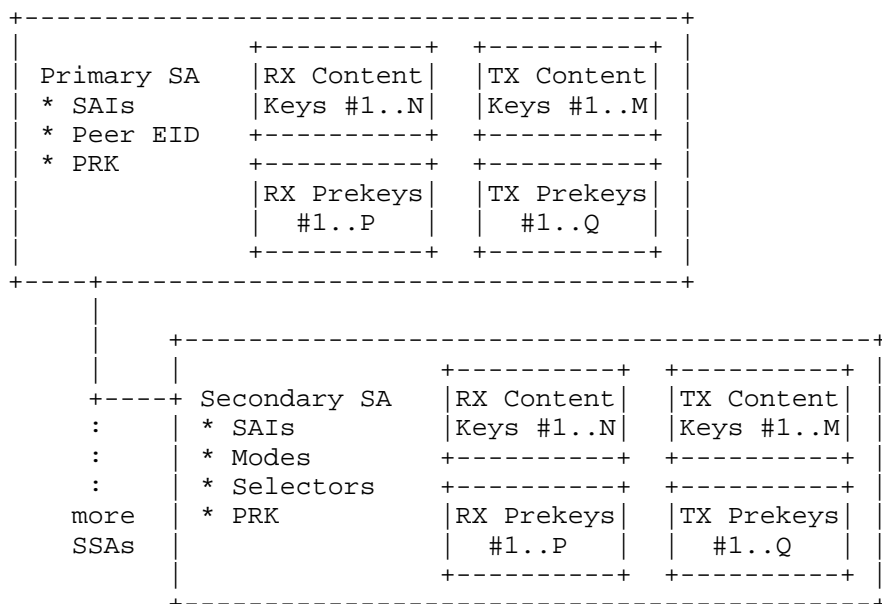 RX Content TX Content
Primary SA Keys #1..N Keys #1..M
* SAIs
* Peer EID
* PRK
RX Prekeys TX Prekeys
#1..P #1..Q
Secondary SA RX Content TX Content
* SAIs Keys #1..N Keys #1..M
: * Modes
: * Selectors
: * PRK RX Prekeys TX Prekeys
more #1..P #1..Q
SSAs